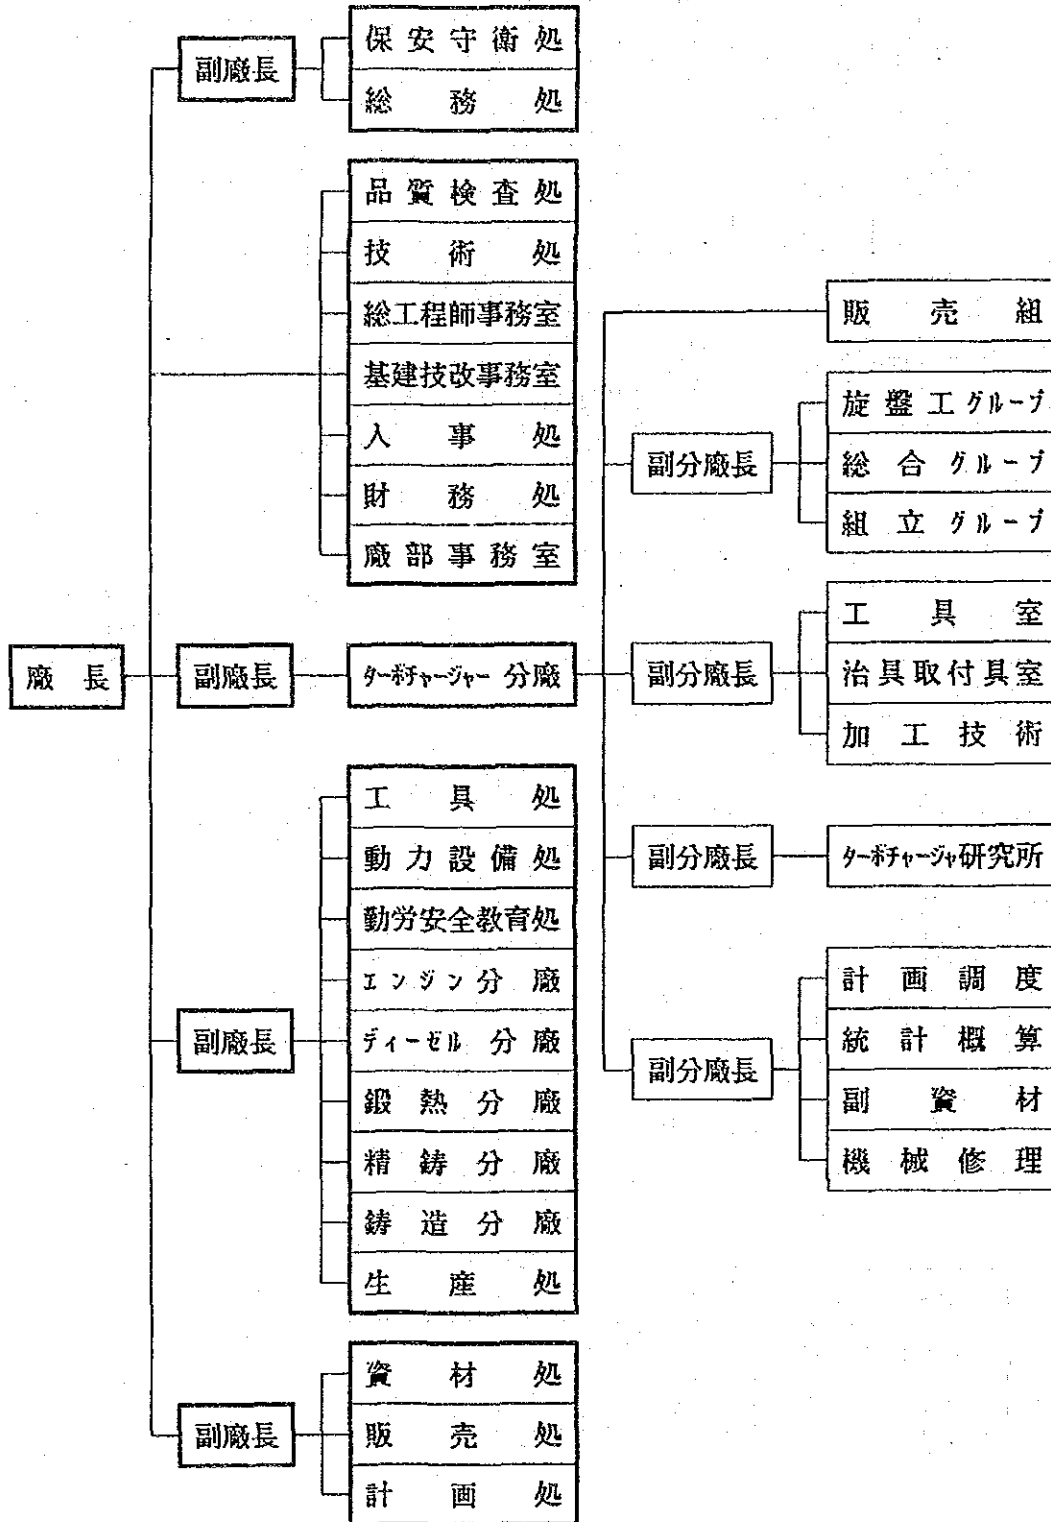 廠長
副廠長
保安守衛処
総務処
品質検査処
技術処
総工程師事務室
基建技改事務室
人事処
財務処
廠部事務室
副廠長
ターボチャージャー分廠
副廠長
工具処
動力設備処
勤労安全教育処
エンジン分廠
ディーゼル分廠
鍛熱分廠
精鋳分廠
鋳造分廠
生産処
副廠長
資材処
販売処
計画処
販売組
副分廠長
旋盤工グループ
総合グループ
組立グループ
副分廠長
工具室
治具取付具室
加工技術
副分廠長
ターボチャージャ研究所
副分廠長
計画調度
統計概算
副資材
機械修理